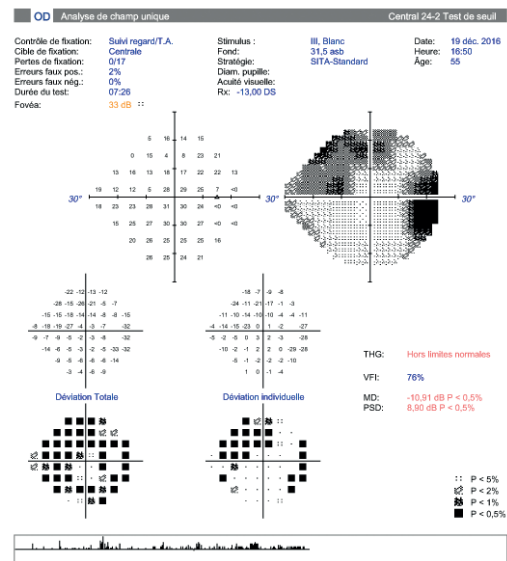 OD Analyse de champ unique Central 24-2 Test de seuil
Contrôle de fixation: Suivi regard/T.A. Stimulus : III, Blanc Date: 19 déc. 2016
Cible de fixation: Centrale Fond: 31,5 asb Heure: 16:50
Pertes de fixation: 0/17 Stratégie: SITA-Standard Âge: 55
Erreurs faux pos.: 2% Diam. pupille:
Erreurs faux nég.: 0% Acuité visuelle:
Durée du test: 07:26 Rx: -13,00 DS
Fovéa: 33 dB ::
5 16 14 15
0 15 4 8 23 21
13 16 13 18 17 22 22 13
30° 19 12 12 5 28 29 25 7 <0 30° 30°
18 23 23 28 31 30 24 <0 <0
15 25 27 30 30 27 <0 <0
20 26 25 25 25 16
26 25 24 21
-22 -12 -13 -12 -18 -7 -9 -8
-28 -15 -26 -21 -5 -7 -24 -11 -21 -17 -1 -3
-15 -15 -18 -14 -14 -8 -8 -15 -11 -10 -14 -10 -10 -4 -4 -11
-8 -18 -19 -27 -4 -3 -7 -32 -4 -14 -15 -23 0 1 -2 -27
-9 -7 -9 -5 -2 -3 -8 -32 -5 -2 -5 0 3 1 -3 -28
-14 -6 -5 -3 -2 -5 -33 -32 -10 -2 -1 2 2 0 -29 -28
-9 -5 -6 -6 -6 -14 -5 -1 -2 -2 -2 -10
-3 -4 -6 -9 1 0 -1 -4
THG: Hors limites normales
VFI: 76%
MD: -10,91 dB P < 0,5%
PSD: 8,90 dB P < 0,5%
Déviation Totale Déviation individuelle
:: P < 5%
P < 2%
P < 1%
P < 0,5%